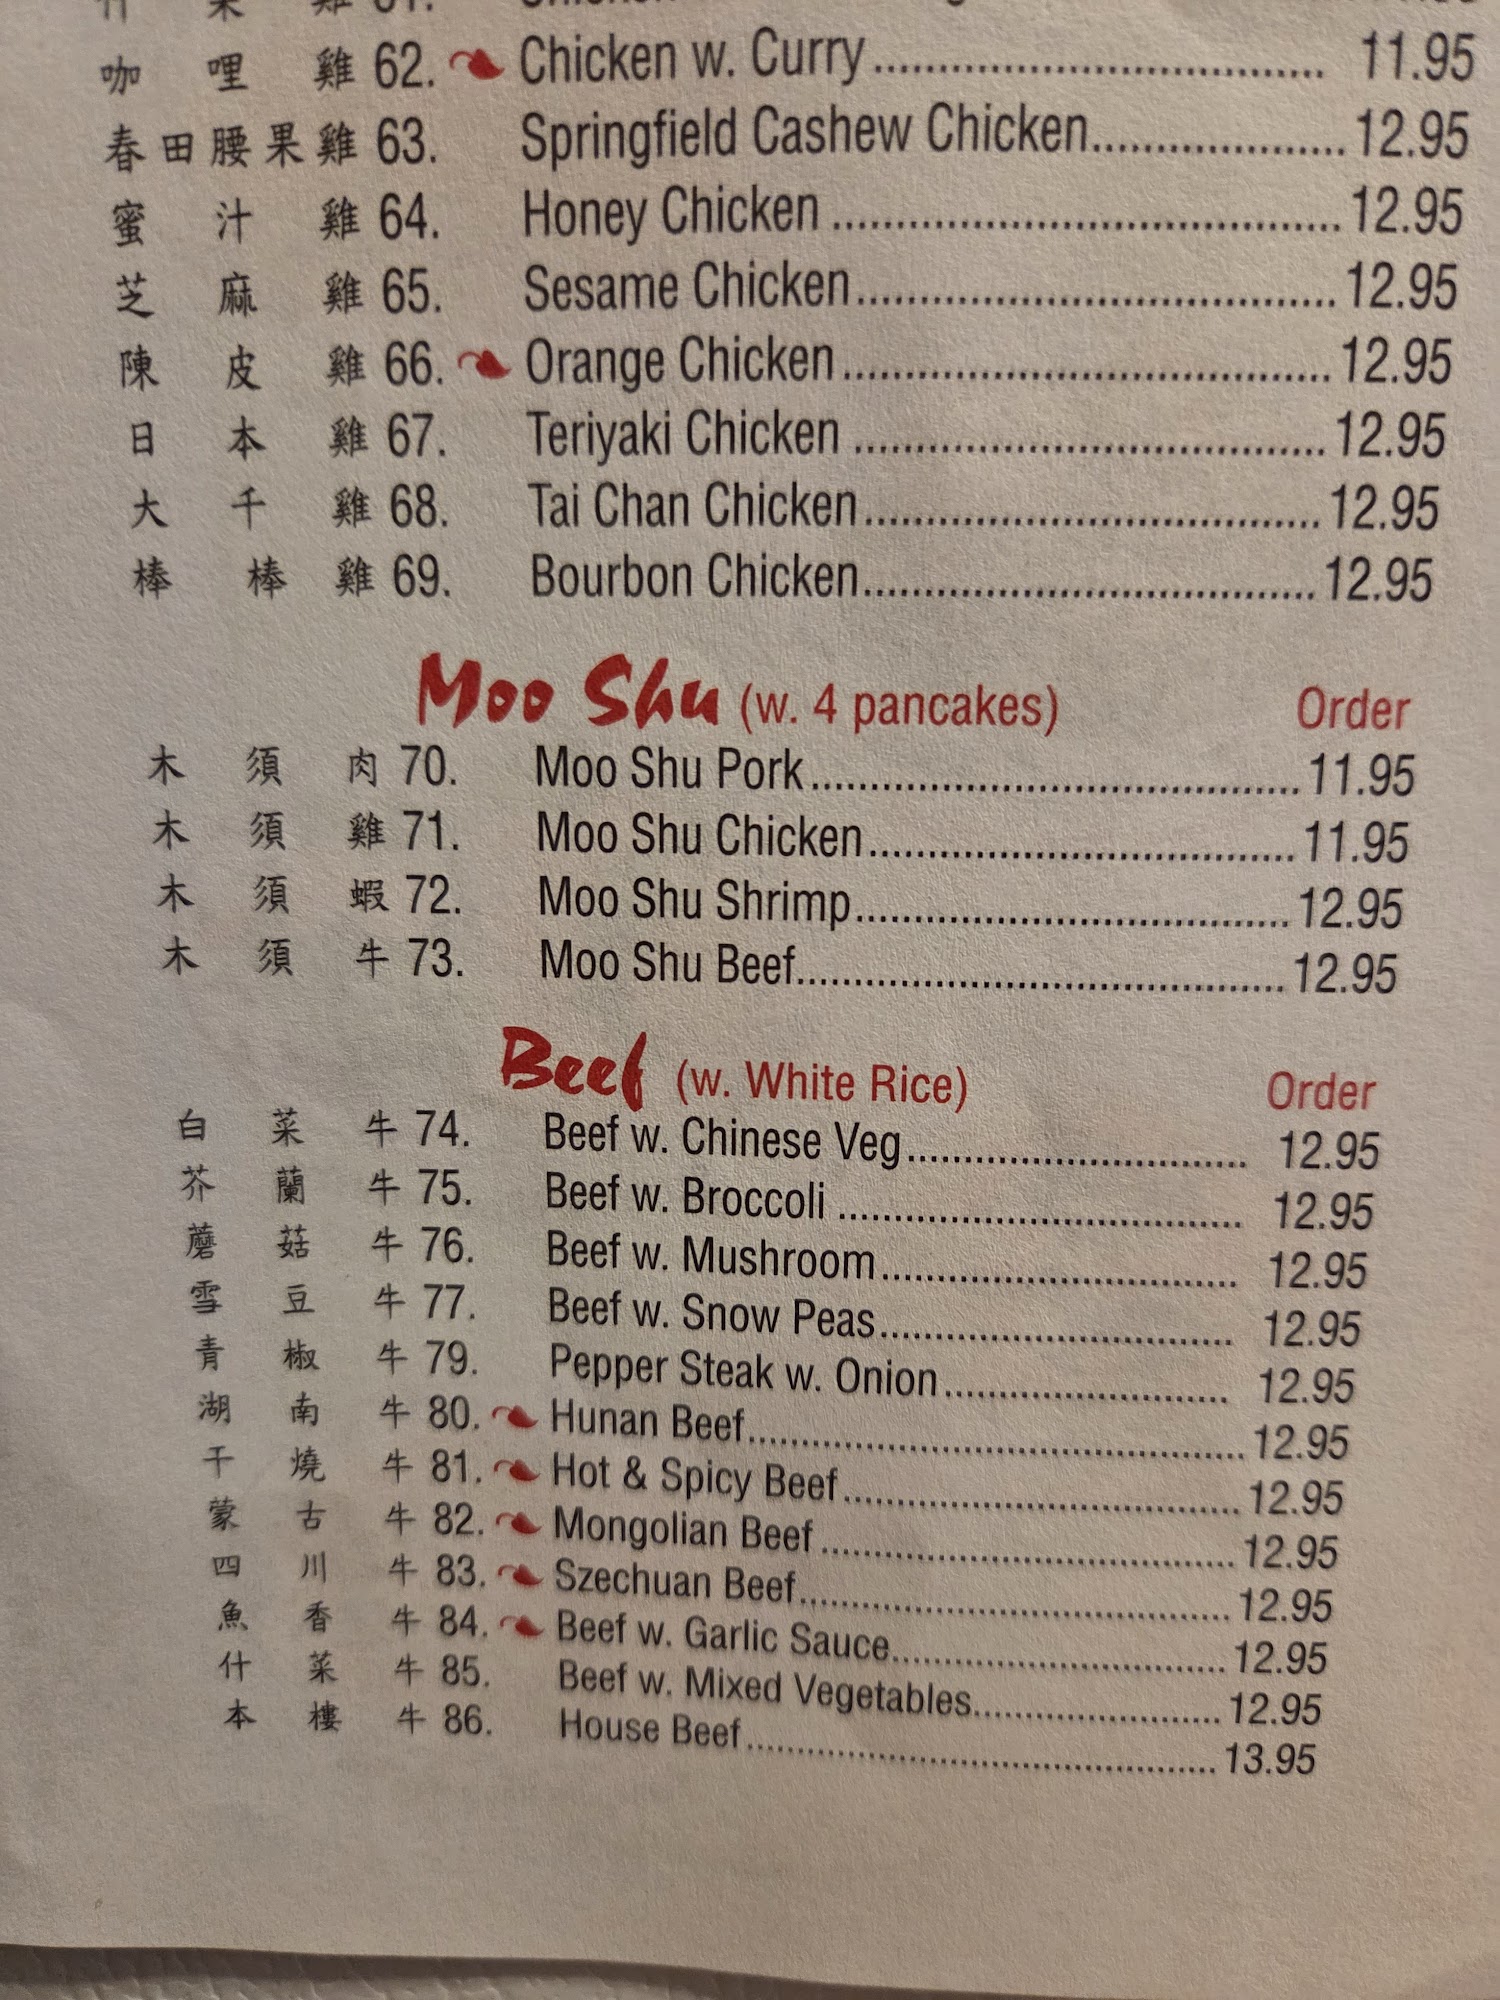 咖哩雞 62. Chicken w. Curry 11.95
春田腰果雞 63. Springfield Cashew Chicken 12.95
蜜汁雞 64. Honey Chicken 12.95
芝麻雞 65. Sesame Chicken 12.95
陳皮雞 66. Orange Chicken 12.95
日本雞 67. Teriyaki Chicken 12.95
大千雞 68. Tai Chan Chicken 12.95
棒棒雞 69. Bourbon Chicken 12.95
Moo Shu (w. 4 pancakes) Order
木須肉 70. Moo Shu Pork 11.95
木須雞 71. Moo Shu Chicken 11.95
木須蝦 72. Moo Shu Shrimp 12.95
木須牛 73. Moo Shu Beef 12.95
Beef (w. White Rice) Order
白菜牛 74. Beef w. Chinese Veg 12.95
芥蘭牛 75. Beef w. Broccoli 12.95
蘑菇牛 76. Beef w. Mushroom 12.95
雪豆牛 77. Beef w. Snow Peas 12.95
青椒牛 79. Pepper Steak w. Onion 12.95
湖南牛 80. Hunan Beef 12.95
干燒牛 81. Hot & Spicy Beef 12.95
蒙古牛 82. Mongolian Beef 12.95
四川牛 83. Szechuan Beef 12.95
魚香牛 84. Beef w. Garlic Sauce 12.95
什菜牛 85. Beef w. Mixed Vegetables 12.95
本樓牛 86. House Beef 13.95